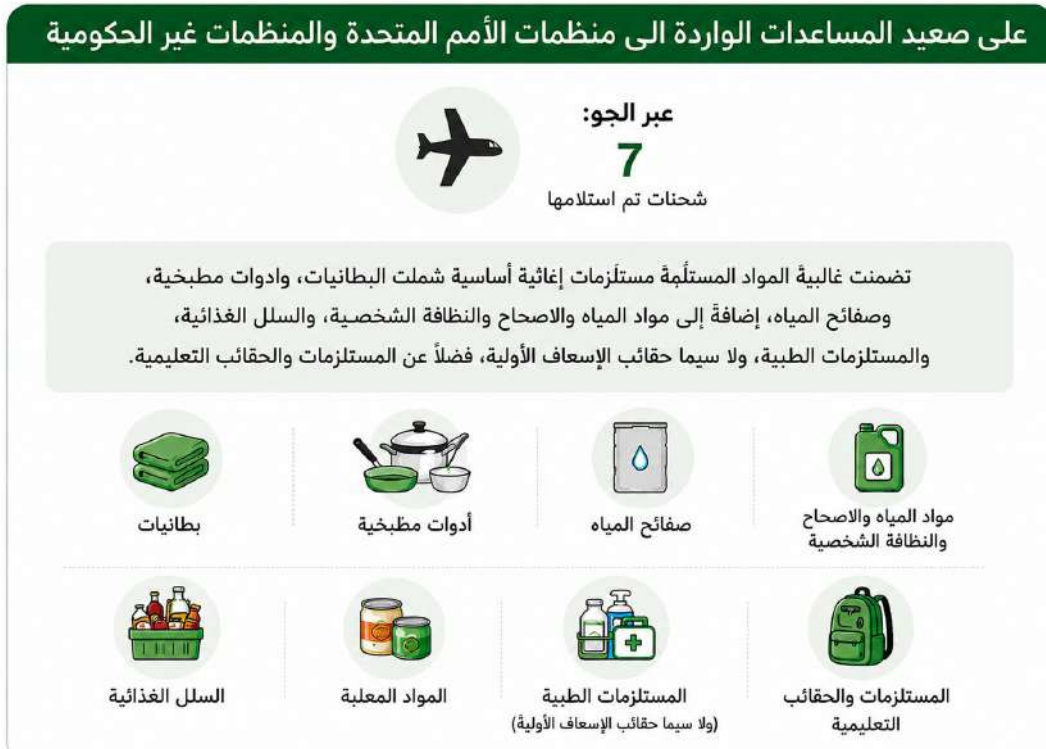 على صعيد المساعدات الواردة الى منظمات الأمم المتحدة والمنظمات غير الحكومية
عبر الجو:
7
شحنات تم استلامها
تضمنت غالبيةَ المواد المستلَمِةَ مستلَزمات إغاثية أساسية شملت البطانيات، وادوات مطبخية،
وصفائح المياه، إضافةً إلى مواد المياه والاصحاح والنظافة الشخصية، والسلل الغذائية،
والمستلزمات الطبية، ولا سيما حقائب الإسعاف الأولية، فضلاً عن المستلزمات والحقائب التعليمية.
مواد المياه والاصحاح
والنظافة الشخصية
صفائح المياه
أدوات مظبخية
بطانيات
المستلزمات والحقائب
التعليمية
المستلزمات الطبية
(ولا سيما حقائب الإسعاف الأوليةَ)
المواد المعلبة
السلل الغذائية